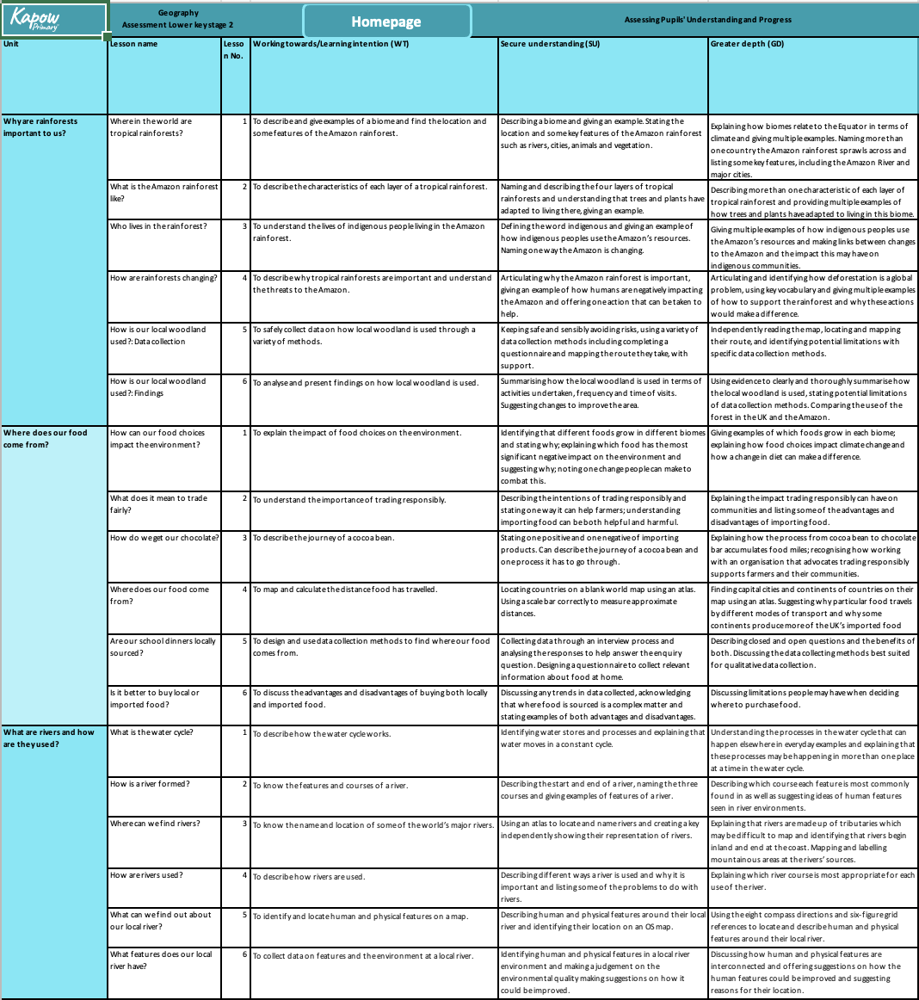 Kapow
Primary
Geography
Assessment Lower key stage 2
Homepage
Assessing Pupils' Understanding and Progress
Unit
Lesson name
Lesso
n No.
Working towards/Learning intention (WT)
Secure understanding (SU)
Greater depth (GD)
Why are rainforests
important to us?
Where in the world are
tropical rainforests?
1
To describe and give examples of a biome and find the location and
some features of the Amazon rainforest.
Describing a biome and giving an example. Stating the
location and some key features of the Amazon rainforest
such as rivers, cities, animals and vegetation.
Explaining how biomes relate to the Equator in terms of
climate and giving multiple examples. Naming more than
one country the Amazon rainforest sprawls across and
listing some key features, including the Amazon River and
major cities.
What is the Amazon rainforest
like?
2
To describe the characteristics of each layer of a tropical rainforest.
Naming and describing the four layers of tropical
rainforests and understanding that trees and plants have
adapted to living there, giving an example.
Describing more than one characteristic of each layer of
tropical rainforest and providing multiple examples of
how trees and plants have adapted to living in this biome.
Who lives in the rainforest?
3
To understand the lives of indigenous people living in the Amazon
rainforest.
Defining the word indigenous and giving an example of
how indigenous peoples use the Amazon's resources.
Naming one way the Amazon is changing.
Giving multiple examples of how indigenous peoples use
the Amazon's resources and making links between changes
to the Amazon and the impact this may have on
indigenous communities.
How are rainforests changing?
4
To describe why tropical rainforests are important and understand
the threats to the Amazon.
Articulating why the Amazon rainforest is important,
giving an example of how humans are negatively impacting
the Amazon and offering one action that can be taken to
help.
Articulating and identifying how deforestation is a global
problem, using key vocabulary and giving multiple examples
of how to support the rainforest and why these actions
would make a difference.
How is our local woodland
used?: Data collection
5
To safely collect data on how local woodland is used through a
variety of methods.
Keeping safe and sensibly avoiding risks, using a variety of
data collection methods including completing a
questionnaire and mapping the route they take, with
support.
Independently reading the map, locating and mapping
their route, and identifying potential limitations with
specific data collection methods.
How is our local woodland
used?: Findings
6
To analyse and present findings on how local woodland is used.
Summarising how the local woodland is used in terms of
activities undertaken, frequency and time of visits.
Suggesting changes to improve the area.
Using evidence to clearly and thoroughly summarise how
the local woodland is used, stating potential limitations
of data collection methods. Comparing the use of the
forest in the UK and the Amazon.
Where does our food
come from?
How can our food choices
impact the environment?
1
To explain the impact of food choices on the environment.
Identifying that different foods grow in different biomes
and stating why; explaining which food has the most
significant negative impact on the environment and
suggesting why; noting one change people can make to
combat this.
Giving examples of which foods grow in each biome;
explaining how food choices impact climate change and
how a change in diet can make a difference.
What does it mean to trade
fairly?
2
To understand the importance of trading responsibly.
Describing the intentions of trading responsibly and
stating one way it can help farmers; understanding
importing food can be both helpful and harmful.
Explaining the impact trading responsibly can have on
communities and listing some of the advantages and
disadvantages of importing food.
How do we get our chocolate?
3
To describe the journey of a cocoa bean.
Stating one positive and one negative of importing
products. Can describe the journey of a cocoa bean and
one process it has to go through.
Explaining how the process from cocoa bean to chocolate
bar accumulates food miles; recognising how working
with an organisation that advocates trading responsibly
supports farmers and their communities.
Where does our food come
from?
4
To map and calculate the distance food has travelled.
Locating countries on a blank world map using an atlas.
Using a scale bar correctly to measure approximate
distances.
Finding capital cities and continents of countries on their
map using an atlas. Suggesting why particular food travels
by different modes of transport and why some
continents produce more of the UK's imported food
Are our school dinners locally
sourced?
5
To design and use data collection methods to find where our food
comes from.
Collecting data through an interview process and
analysing the responses to help answer the enquiry
question. Designing a questionnaire to collect relevant
information about food at home.
Describing closed and open questions and the benefits of
both. Discussing the data collecting methods best suited
for qualitative data collection.
Is it better to buy local or
imported food?
6
To discuss the advantages and disadvantages of buying both locally
and imported food.
Discussing any trends in data collected, acknowledging
that where food is sourced is a complex matter and
stating examples of both advantages and disadvantages.
Discussing limitations people may have when deciding
where to purchase food.
What are rivers and how
are they used?
What is the water cycle?
1
To describe how the water cycle works.
Identifying water stores and processes and explaining that
water moves in a constant cycle.
Understanding the processes in the water cycle that can
happen elsewhere in everyday examples and explaining that
these processes may be happening in more than one place
at a time in the water cycle.
How is a river formed?
2
To know the features and courses of a river.
Describing the start and end of a river, naming the three
courses and giving examples of features of a river.
Describing which course each feature is most commonly
found in as well as suggesting ideas of human features
seen in river environments.
Where can we find rivers?
3
To know the name and location of some of the world's major rivers.
Using an atlas to locate and name rivers and creating a key
independently showing their representation of rivers.
Explaining that rivers are made up of tributaries which
may be difficult to map and identifying that rivers begin
inland and end at the coast. Mapping and labelling
mountainous areas at the rivers' sources.
How are rivers used?
4
To describe how rivers are used.
Describing different ways a river is used and why it is
important and listing some of the problems to do with
rivers.
Explaining which river course is most appropriate for each
use of the river.
What can we find out about
our local river?
5
To identify and locate human and physical features on a map.
Describing human and physical features around their local
river and identifying their location on an OS map.
Using the eight compass directions and six-figure grid
references to locate and describe human and physical
features around their local river.
What features does our local
river have?
6
To collect data on features and the environment at a local river.
Identifying human and physical features in a local river
environment and making a judgement on the
environmental quality making suggestions on how it
could be improved.
Discussing how human and physical features are
interconnected and offering suggestions on how the
human features could be improved and suggesting
reasons for their location.